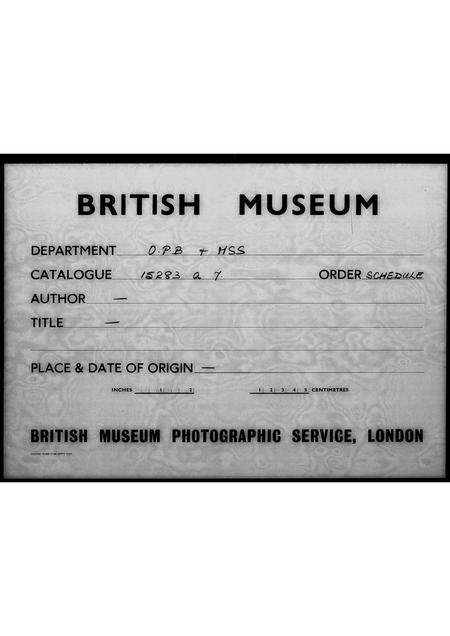 BRITISH MUSEUM
DEPARTMENT O.P.B + MSS
CATALOGUE 15283 a 7. ORDER SCHEDULE
AUTHOR —
TITLE —
PLACE & DATE OF ORIGIN —
INCHES 1 2 1 2 3 4 5 CENTIMETRES
BRITISH MUSEUM PHOTOGRAPHIC SERVICE, LONDON